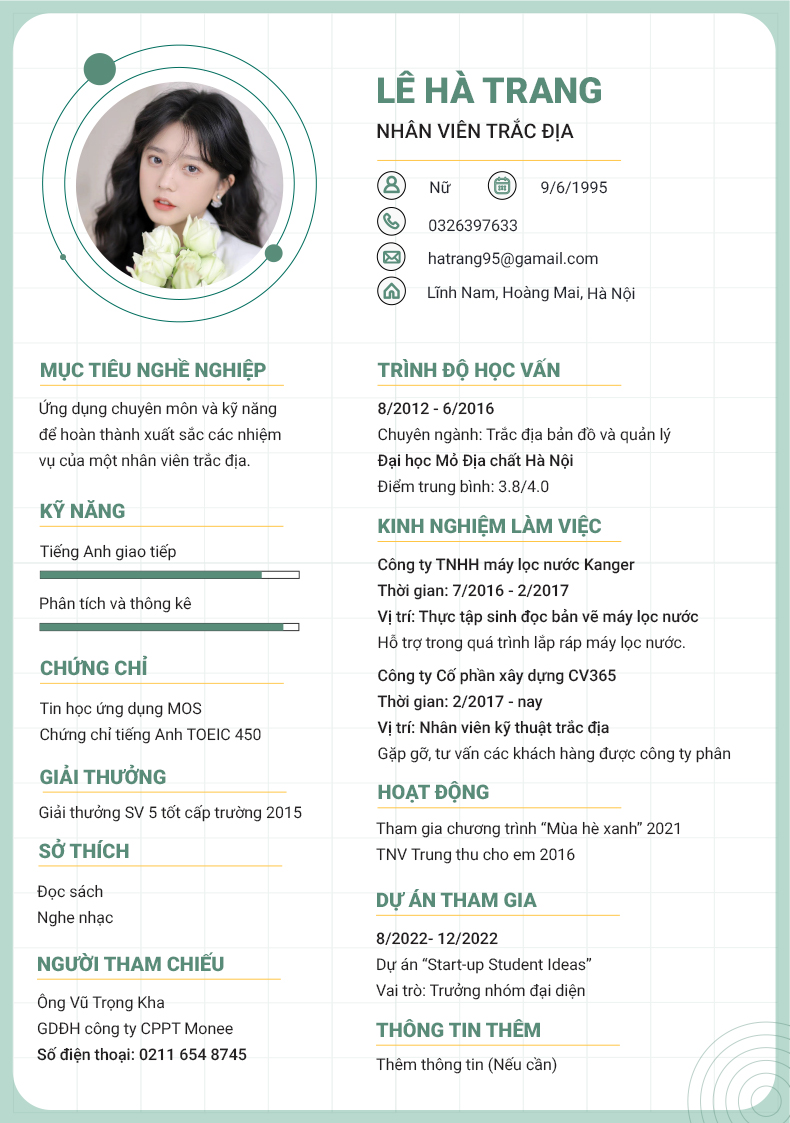 LÊ HÀ TRANG
NHÂN VIÊN TRẮC ĐỊA
Nữ 9/6/1995
0326397633
hatrang95@gamail.com
Lĩnh Nam, Hoàng Mai, Hà Nội
MỤC TIÊU NGHỀ NGHIỆP
Ứng dụng chuyên môn và kỹ năng
để hoàn thành xuất sắc các nhiệm
vụ của một nhân viên trắc địa.
KỸ NĂNG
Tiếng Anh giao tiếp
Phân tích và thông kê
CHỨNG CHỈ
Tin học ứng dụng MOS
Chứng chỉ tiếng Anh TOEIC 450
GIẢI THƯỞNG
Giải thưởng SV 5 tốt cấp trường 2015
SỞ THÍCH
Đọc sách
Nghe nhạc
NGƯỜI THAM CHIẾU
Ông Vũ Trọng Kha
GDĐH công ty CPPT Monee
Số điện thoại: 0211 654 8745
TRÌNH ĐỘ HỌC VẤN
8/2012 - 6/2016
Chuyên ngành: Trắc địa bản đồ và quản lý
Đại học Mỏ Địa chất Hà Nội
Điểm trung bình: 3.8/4.0
KINH NGHIỆM LÀM VIỆC
Công ty TNHH máy lọc nước Kanger
Thời gian: 7/2016 - 2/2017
Vị trí: Thực tập sinh đọc bản vẽ máy lọc nước
Hỗ trợ trong quá trình lắp ráp máy lọc nước.
Công ty Cố phần xây dựng CV365
Thời gian: 2/2017 - nay
Vị trí: Nhân viên kỹ thuật trắc địa
Gặp gỡ, tư vấn các khách hàng được công ty phân
HOẠT ĐỘNG
Tham gia chương trình “Mùa hè xanh” 2021
TNV Trung thu cho em 2016
DỰ ÁN THAM GIA
8/2022- 12/2022
Dự án “Start-up Student Ideas”
Vai trò: Trưởng nhóm đại diện
THÔNG TIN THÊM
Thêm thông tin (Nếu cần)